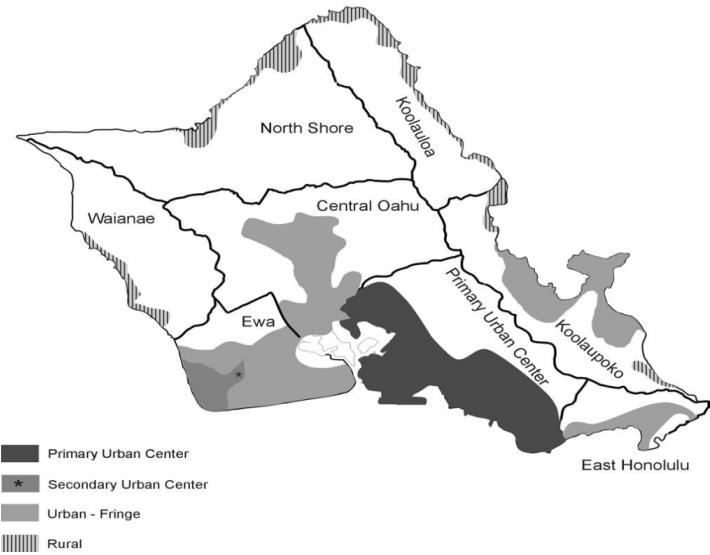 North Shore
Koolauloa
Waianae
Central Oahu
Ewa
Primary Urban Center
Koolaupoko
East Honolulu
Primary Urban Center
* Secondary Urban Center
Urban - Fringe
Rural